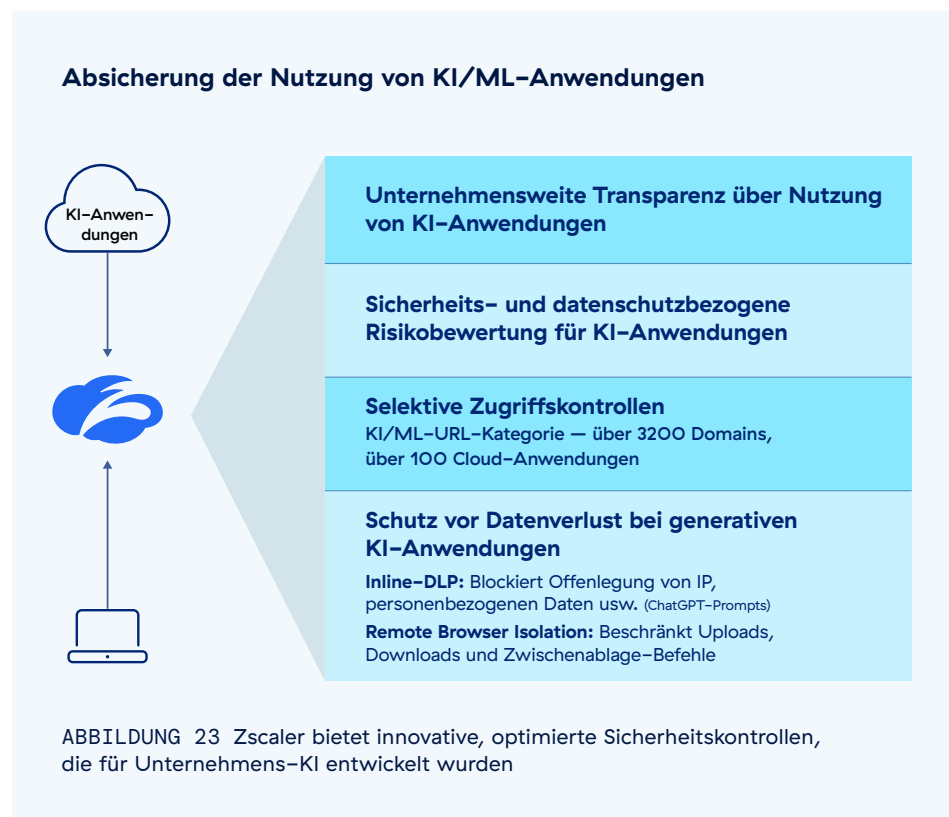 Absicherung der Nutzung von KI/ML-Anwendungen
KI-Anwen-
dungen
Unternehmensweite Transparenz über Nutzung
von KI-Anwendungen
Sicherheits- und datenschutzbezogene
Risikobewertung für KI-Anwendungen
Selektive Zugriffskontrollen
KI/ML-URL-Kategorie — über 3200 Domains,
über 100 Cloud-Anwendungen
Schutz vor Datenverlust bei generativen
KI-Anwendungen
Inline-DLP: Blockiert Offenlegung von IP,
personenbezogenen Daten usw. (ChatGPT-Prompts)
Remote Browser Isolation: Beschränkt Uploads,
Downloads und Zwischenablage-Befehle
ABBILDUNG 23 Zscaler bietet innovative, optimierte Sicherheitskontrollen,
die für Unternehmens-KI entwickelt wurden